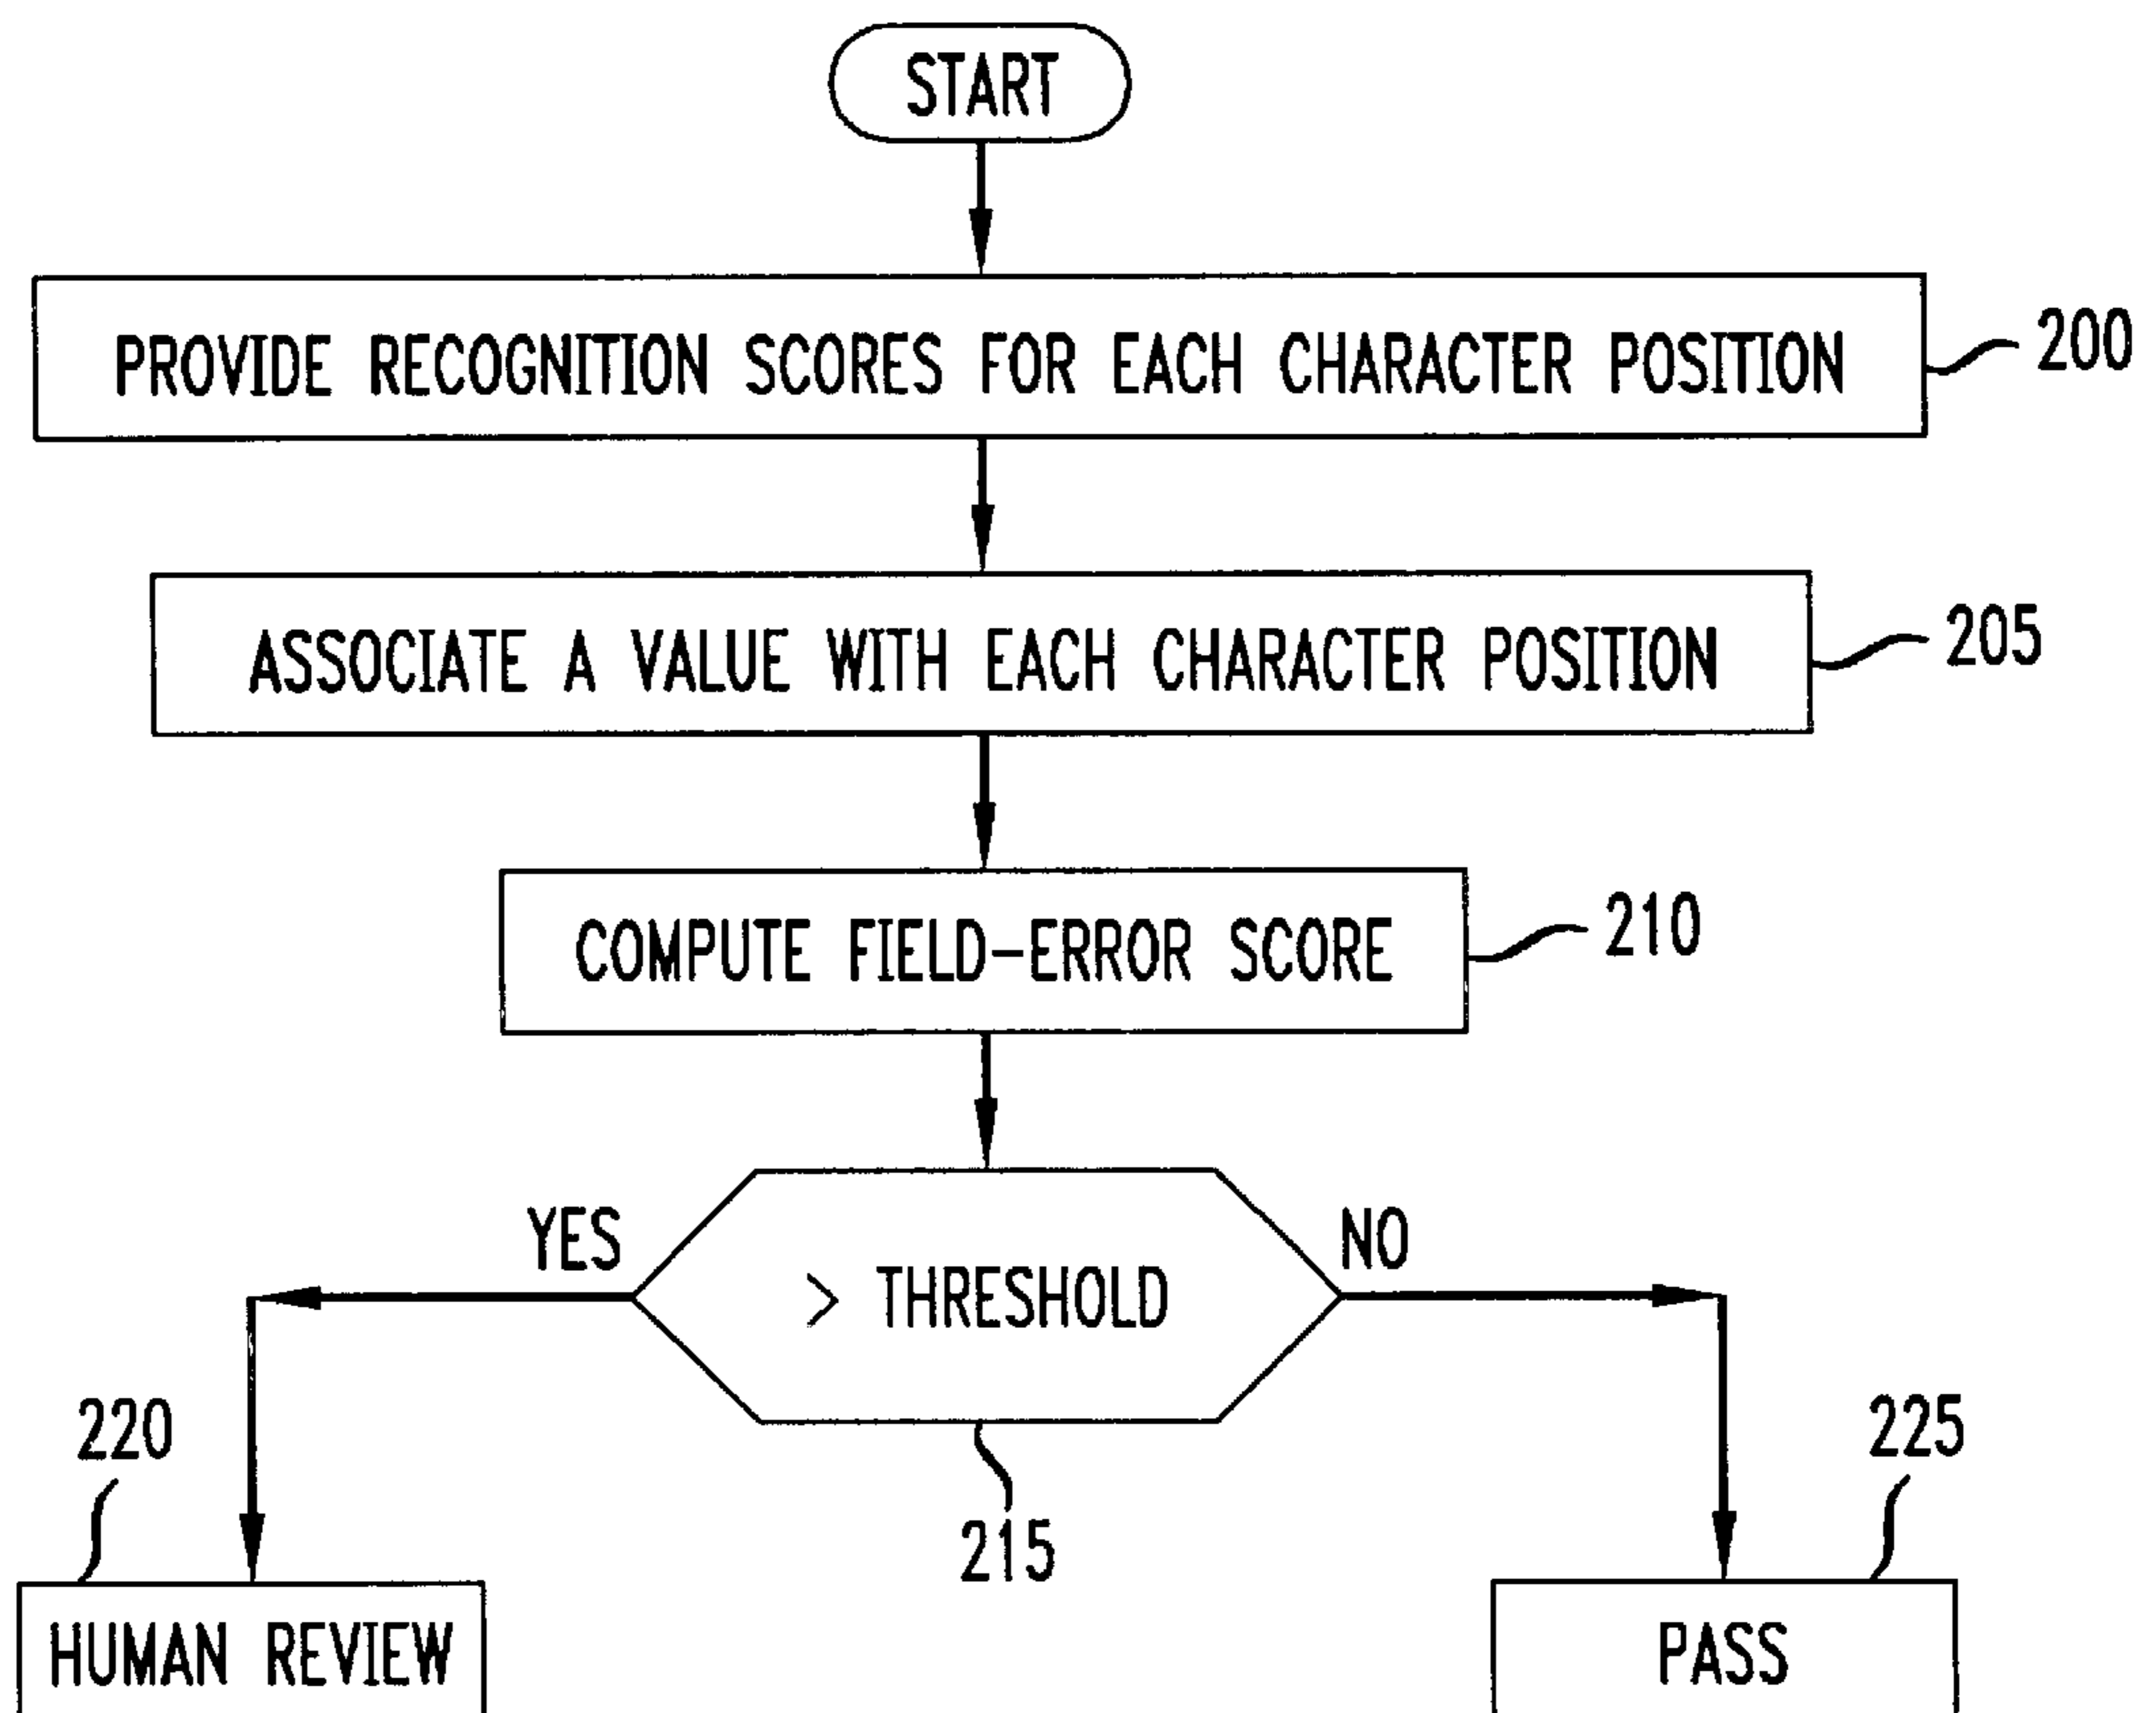 START
PROVIDE RECOGNITION SCORES FOR EACH CHARACTER POSITION
200
ASSOCIATE A VALUE WITH EACH CHARACTER POSITION
205
COMPUTE FIELD-ERROR SCORE
210
YES
> THRESHOLD
NO
215
220
HUMAN REVIEW
225
PASS